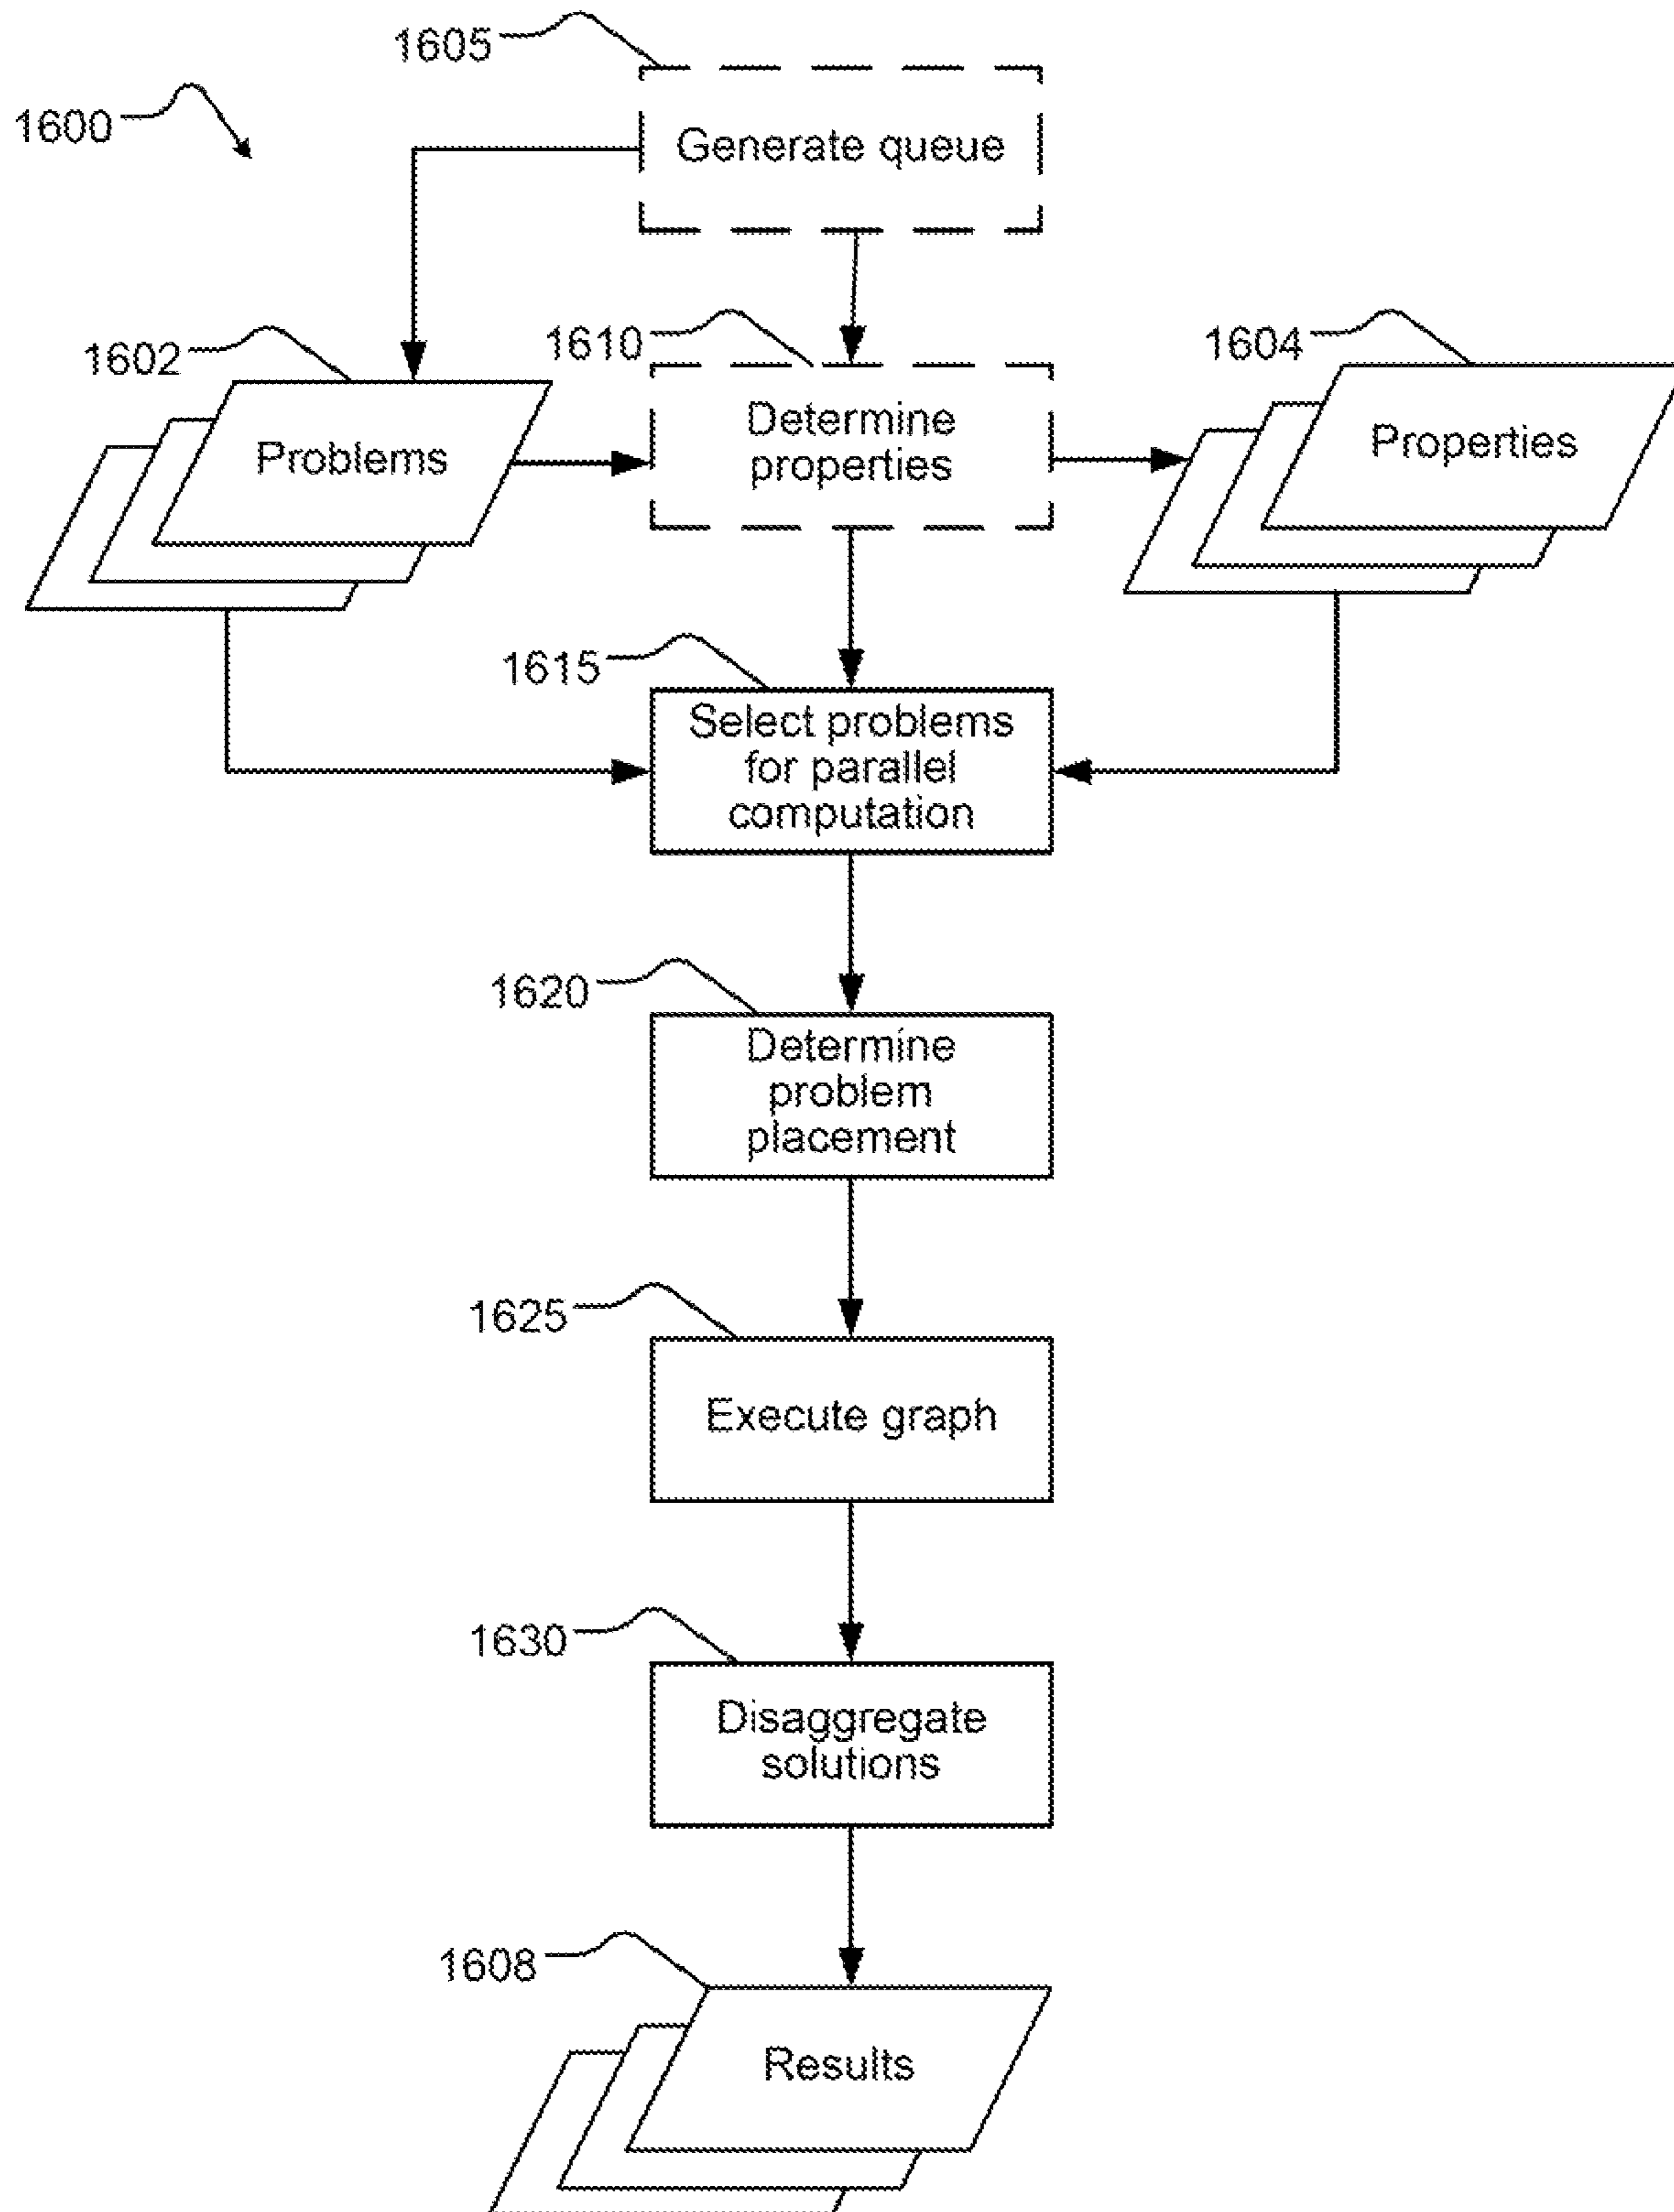 1605
1600
Generate queue
1602
1610
1604
Problems
Determine
properties
Properties
1615
Select problems
for parallel
computation
1620
Determine
problem
placement
1625
Execute graph
1630
Disaggregate
solutions
1608
Results